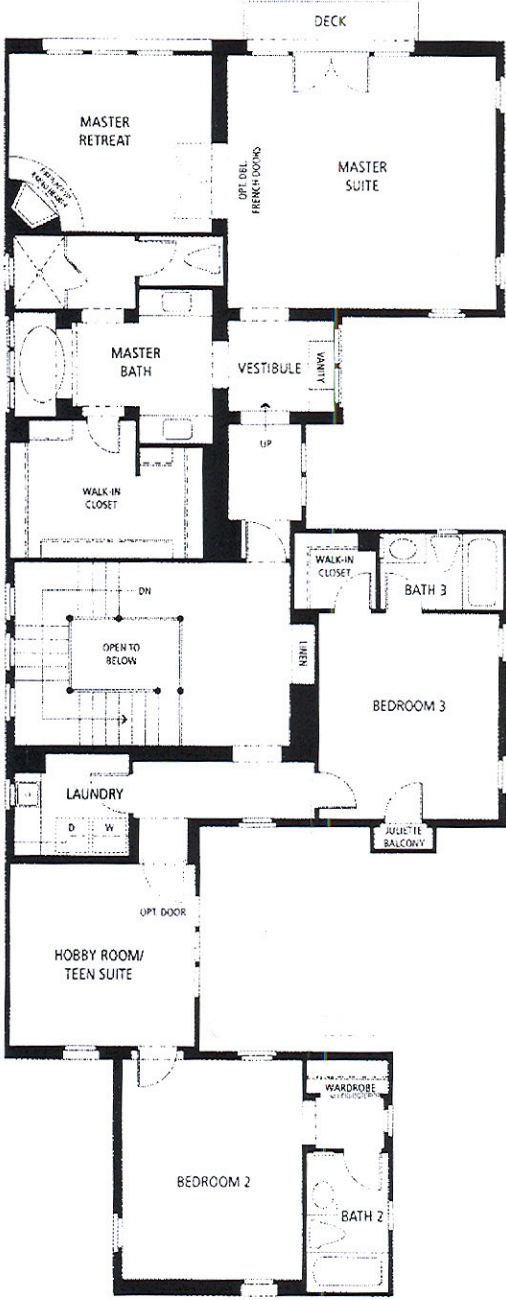 DECK
MASTER
RETREAT
MASTER
SUITE
OPT. DBL.
FRENCH DOORS
MASTER
BATH
VESTIBULE
VANITY
UP
WALK-IN
CLOSET
WALK-IN
CLOSET
BATH 3
DN
OPEN TO
BELOW
LINEN
BEDROOM 3
LAUNDRY
D
W
JULIETTE
BALCONY
OPT. DOOR
HOBBY ROOM/
TEEN SUITE
WARDROBE
BEDROOM 2
BATH 2